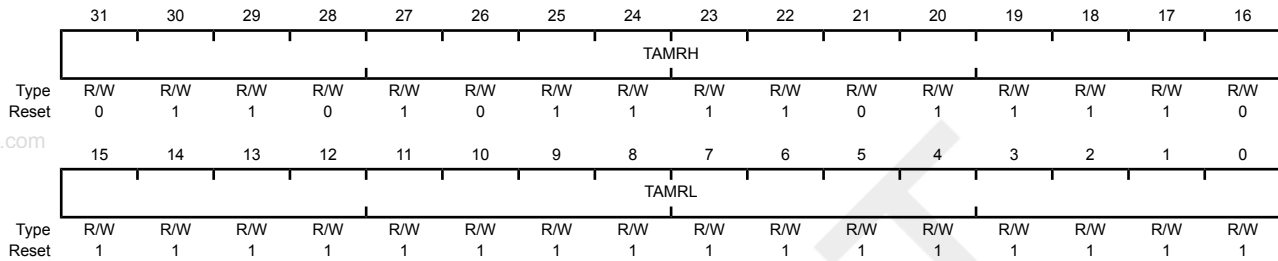 31 30 29 28 27 26 25 24 23 22 21 20 19 18 17 16
TAMRH
Type R/W R/W R/W R/W R/W R/W R/W R/W R/W R/W R/W R/W R/W R/W R/W R/W
Reset 0 1 1 0 1 0 1 1 1 1 0 1 1 1 1 0
.com
15 14 13 12 11 10 9 8 7 6 5 4 3 2 1 0
TAMRL
Type R/W R/W R/W R/W R/W R/W R/W R/W R/W R/W R/W R/W R/W R/W R/W R/W
Reset 1 1 1 1 1 1 1 1 1 1 1 1 1 1 1 1